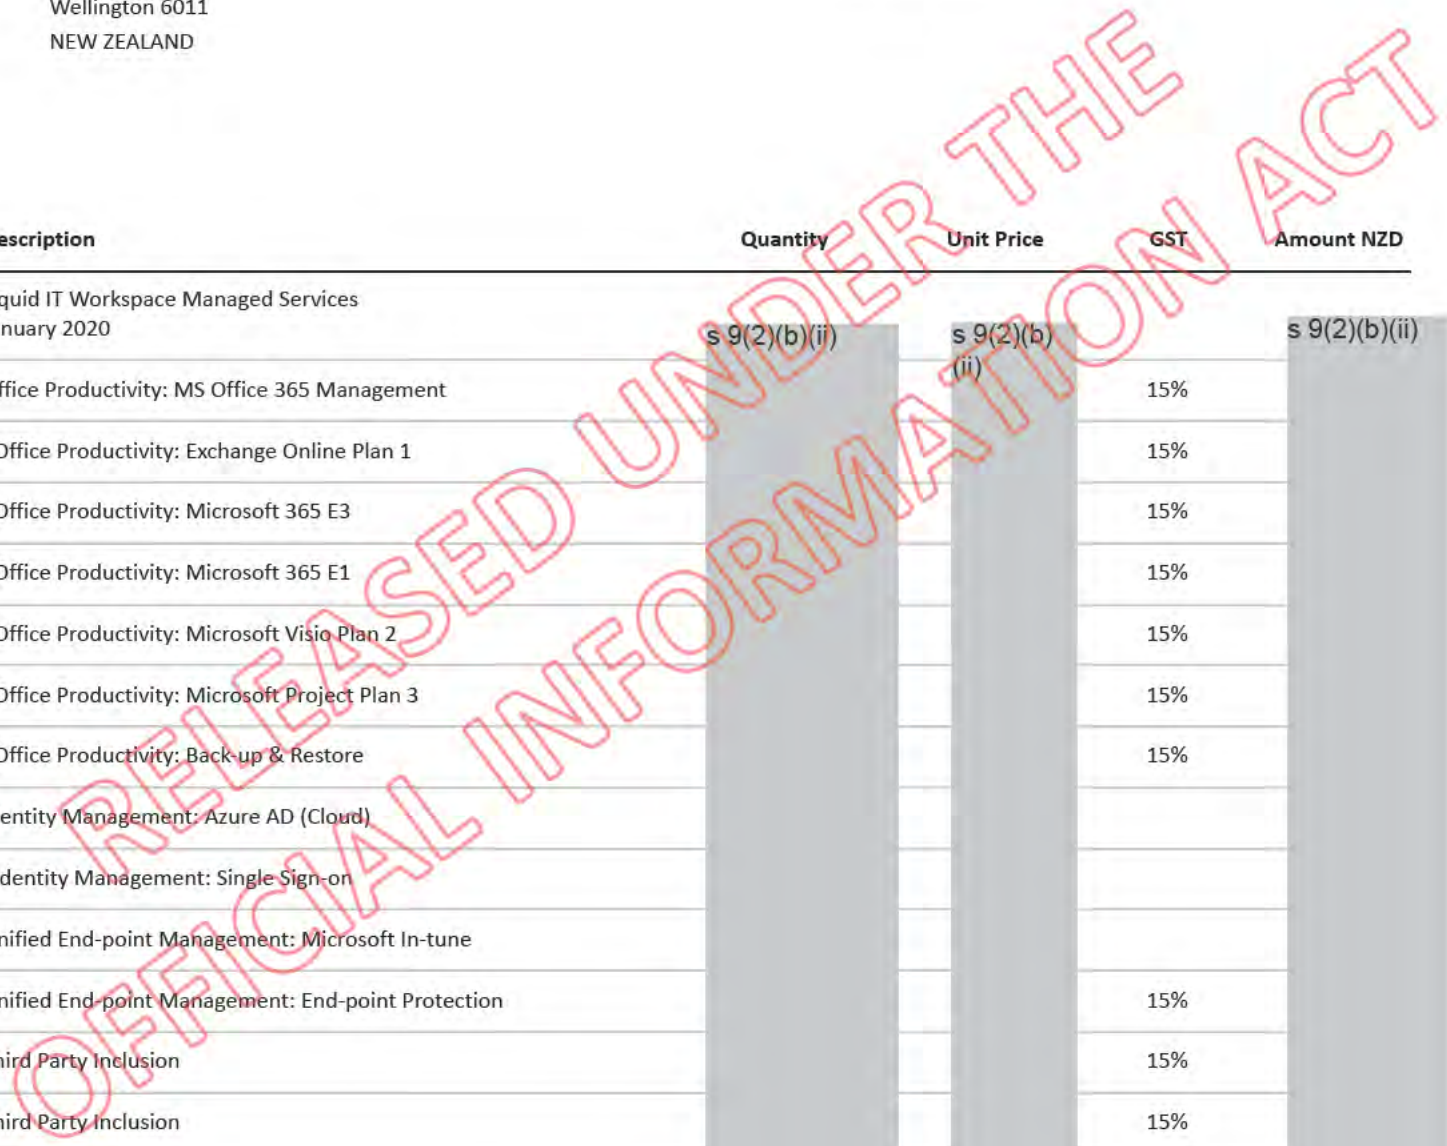 Wellington 6011
NEW ZEALAND
escription Quantity Unit Price GST Amount NZD
quid IT Workspace Managed Services
nuary 2020
s 9(2)(b)(ii) s 9(2)(b) s 9(2)(b)(ii)
(ii)
ffice Productivity: MS Office 365 Management 15%
Office Productivity: Exchange Online Plan 1 15%
Office Productivity: Microsoft 365 E3 15%
Office Productivity: Microsoft 365 E1 15%
Office Productivity: Microsoft Visio Plan 2 15%
Office Productivity: Microsoft Project Plan 3 15%
Office Productivity: Back-up & Restore 15%
entity Management: Azure AD (Cloud)
dentity Management: Single Sign-on
nified End-point Management: Microsoft In-tune
nified End-point Management: End-point Protection 15%
hird Party Inclusion 15%
hird Party Inclusion 15%
RELEASED UNDER THE
OFFICIAL INFORMATION ACT